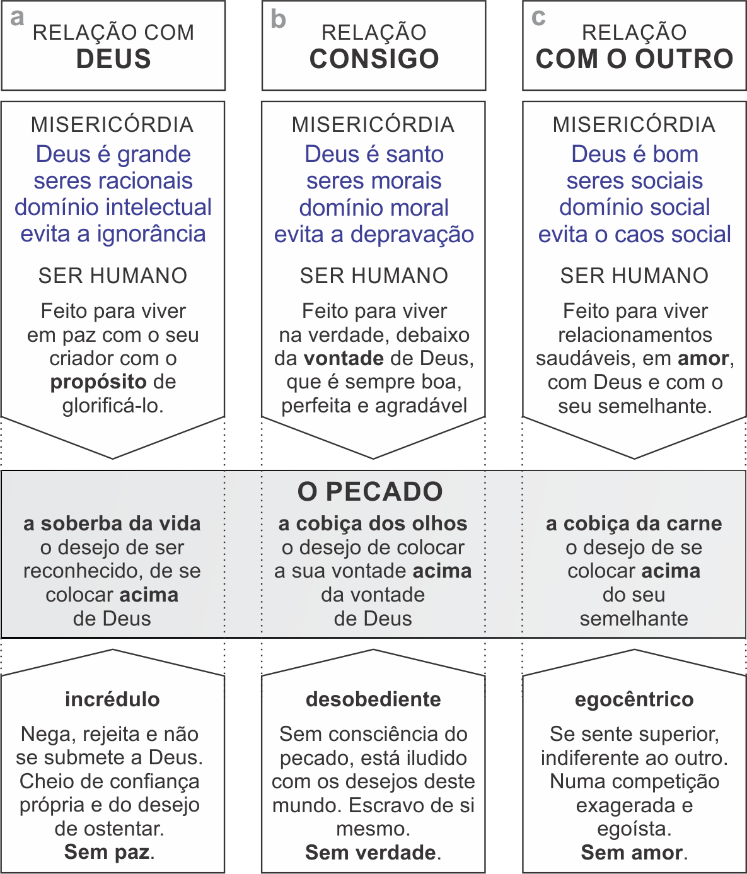 a
RELAÇÃO COM
DEUS
MISERICÓRDIA
Deus é grande
seres racionais
domínio intelectual
evita a ignorância
SER HUMANO
Feito para viver
em paz com o seu
criador com o
propósito de
glorificá-lo.
b
RELAÇÃO
CONSIGO
MISERICÓRDIA
Deus é santo
seres morais
domínio moral
evita a depravação
SER HUMANO
Feito para viver
na verdade, debaixo
da vontade de Deus,
que é sempre boa,
perfeita e agradável
c
RELAÇÃO
COM O OUTRO
MISERICÓRDIA
Deus é bom
seres sociais
domínio social
evita o caos social
SER HUMANO
Feito para viver
relacionamentos
saudáveis, em amor,
com Deus e com o
seu semelhante.
O PECADO
a soberba da vida
o desejo de ser
reconhecido, de se
colocar acima
de Deus
a cobiça dos olhos
o desejo de colocar
a sua vontade acima
da vontade
de Deus
a cobiça da carne
o desejo de se
colocar acima
do seu
semelhante
incrédulo
Nega, rejeita e não
se submete a Deus.
Cheio de confiança
própria e do desejo
de ostentar.
Sem paz.
desobediente
Sem consciência do
pecado, está iludido
com os desejos deste
mundo. Escravo de si
mesmo.
Sem verdade.
egocêntrico
Se sente superior,
indiferente ao outro.
Numa competição
exagerada e
egoísta.
Sem amor.